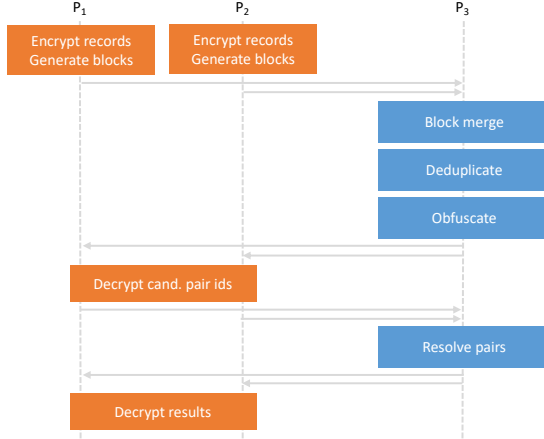 P1 P2 P3
Encrypt records
Generate blocks
Encrypt records
Generate blocks
Block merge
Deduplicate
Obfuscate
Decrypt cand. pair ids
Resolve pairs
Decrypt results